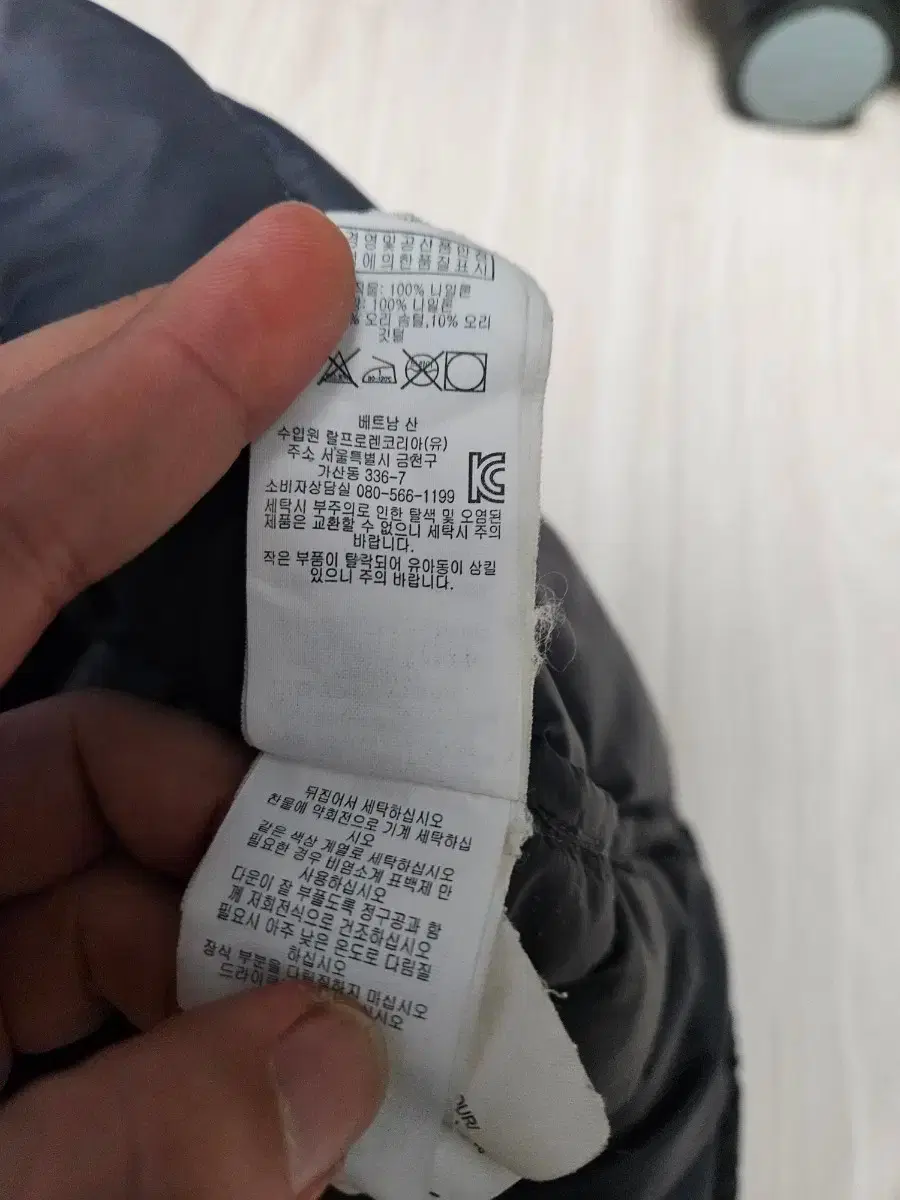 경영및공산품안전
에의한품질표시
물: 100% 나일론
: 100% 나일론
% 오리 솜털,10% 오리
깃털
80-120℃
베트남 산
수입원 랄프로렌코리아(유)
주소 서울특별시 금천구
가산동 336-7
소비자상담실 080-566-1199
세탁시 부주의로 인한 탈색 및 오염된
제품은 교환할 수 없으니 세탁시 주의
바랍니다.
작은 부품이 탈락되어 유아동이 삼킬
있으니 주의 바랍니다.
뒤집어서 세탁하십시오
찬물에 약회전으로 기계 세탁하십
시오
같은 색상 계열로 세탁하십시오
필요한 경우 비염소계 표백제 만
사용하십시오
다운이 잘 부풀도록 정구공과 함
께 저회전식으로 건조하십시오
필요시 아주 낮은 온도로 다림질
하십시오
장식 부분을 다림질하지 마십시오
드라이
시오
OUR/